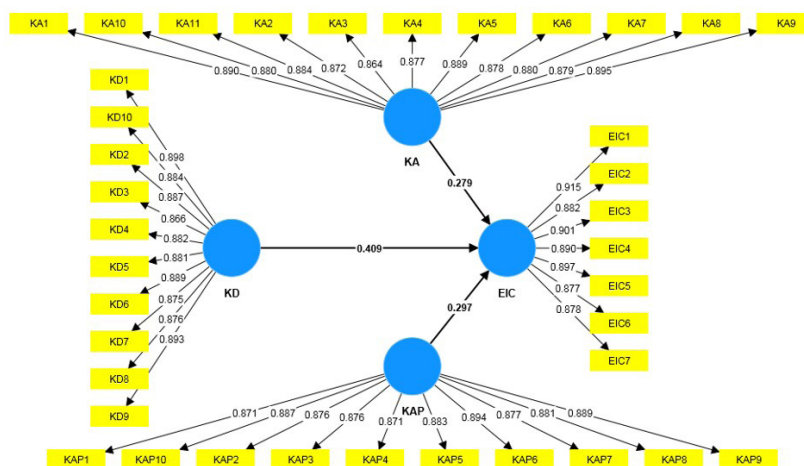 KA1 KA10 KA11 KA2 KA3 KA4 KA5 KA6 KA7 KA8 KA9
0.890 0.880 0.884 0.872 0.864 0.877 0.889 0.878 0.880 0.879 0.895
KA
KD1
KD10
KD2
KD3
KD4
KD5
KD6
KD7
KD8
KD9
0.898
0.884
0.887
0.866
0.882
0.881
0.889
0.875
0.876
0.893
KD
0.279
0.409
0.297
EIC
EIC1
EIC2
EIC3
EIC4
EIC5
EIC6
EIC7
0.915
0.882
0.901
0.890
0.897
0.877
0.878
KAP
0.871 0.887 0.876 0.876 0.871 0.883 0.894 0.877 0.881 0.889
KAP1 KAP10 KAP2 KAP3 KAP4 KAP5 KAP6 KAP7 KAP8 KAP9